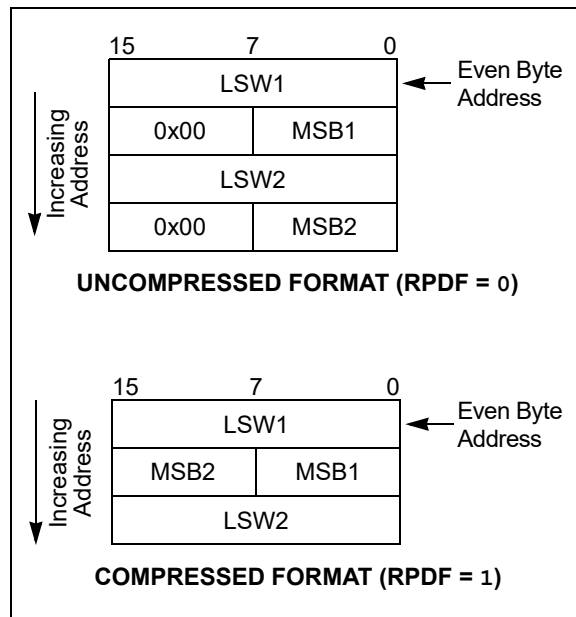 15 7 0
LSW1
Even Byte
Address
0x00 MSB1
LSW2
0x00 MSB2
Increasing
Address
UNCOMPRESSED FORMAT (RPDF = 0)
15 7 0
LSW1
Even Byte
Address
MSB2 MSB1
LSW2
Increasing
Address
COMPRESSED FORMAT (RPDF = 1)